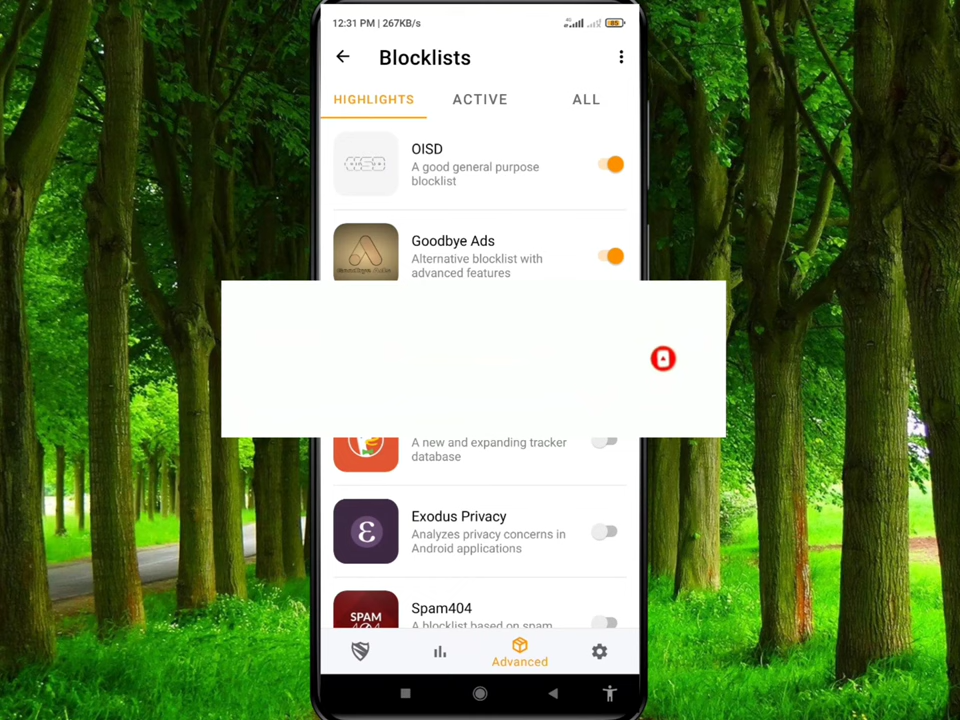 12:31 PM | 267KB/s
85
Blocklists
HIGHLIGHTS
ACTIVE
ALL
OISD
A good general purpose
blocklist
Goodbye Ads
Alternative blocklist with
advanced features
A new and expanding tracker
database
Exodus Privacy
Analyzes privacy concerns in
Android applications
SPAM
Spam404
A blocklist based on spam
Advanced